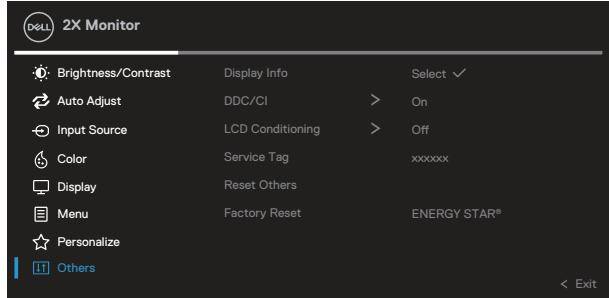 DELL 2X Monitor
Brightness/Contrast Display Info Select ✓
Auto Adjust DDC/CI > On
Input Source LCD Conditioning > Off
Color Service Tag xxxxxx
Display Reset Others
Menu Factory Reset ENERGY STAR®
Personalize
Others
< Exit